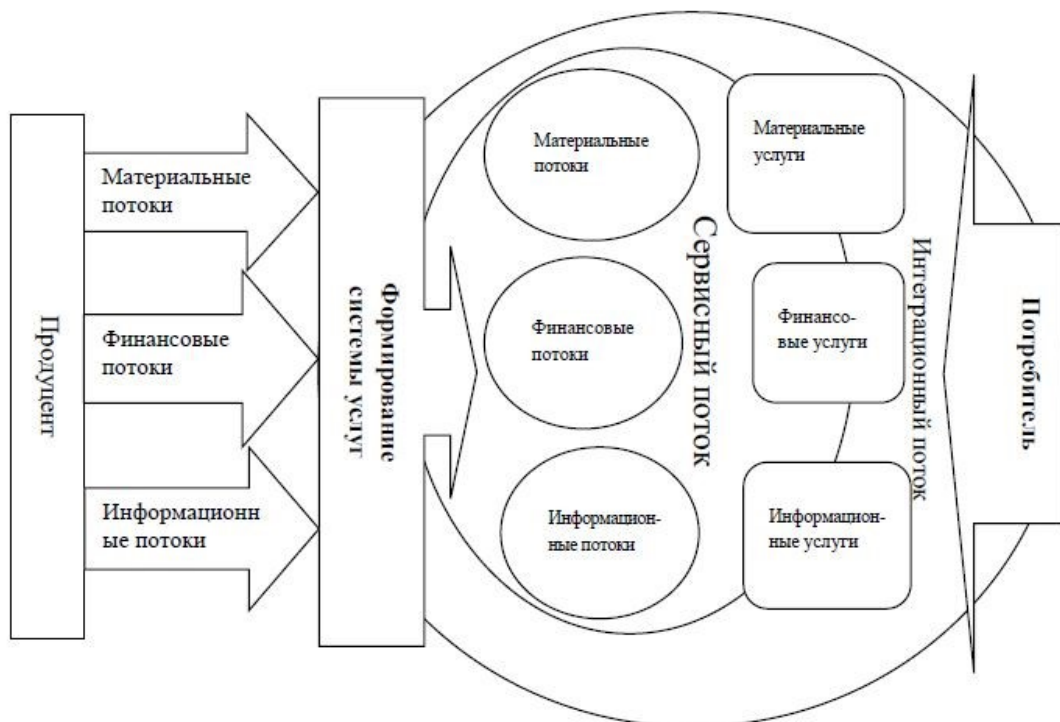 Продуцент
Материальные
потоки
Финансовые
потоки
Информационн
ые потоки
Формирование
системы услуг
Материальные
потоки
Финансовые
потоки
Информацион-
ные потоки
Сервисный поток
Материальные
услуги
Финансо-
вые услуги
Информацион-
ные услуги
Интеграционный поток
Потребитель